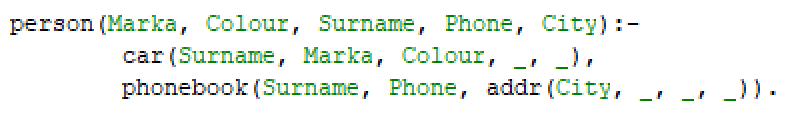 person(Marka, Colour, Surname, Phone, City):-
car(Surname, Marka, Colour, _, _),
phonebook(Surname, Phone, addr(City, _, _, _)).